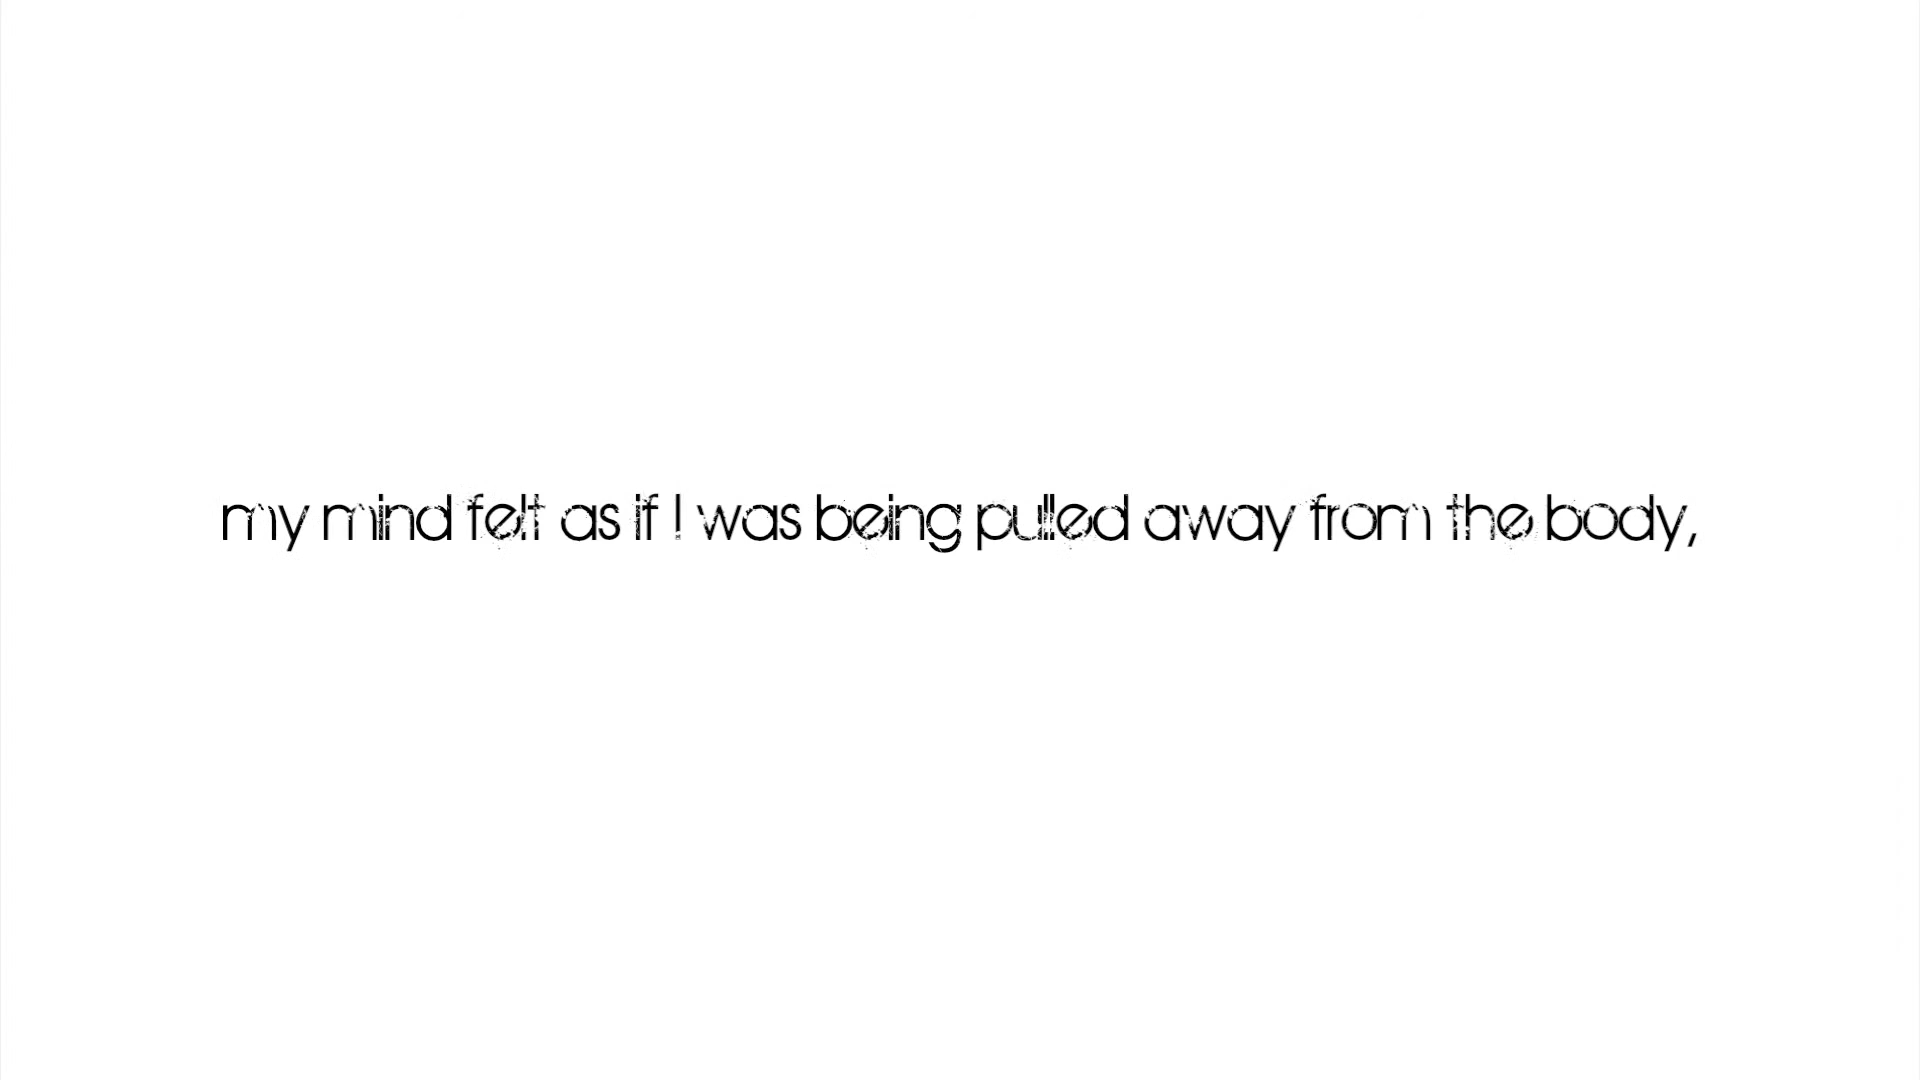 my mind felt as if I was being pulled away from the body,